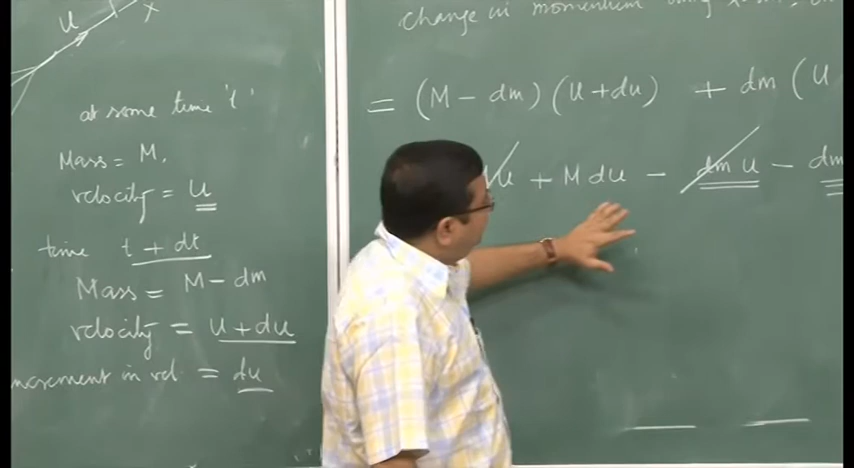 u
x
at some time 't'
Mass = M.
velocity = u
time t + dt
Mass = M - dm
velocity = u + du
increment in vel = du
change in momentum
= (M - dm) (u + du) + dm (u
u + M du - dm u - dm